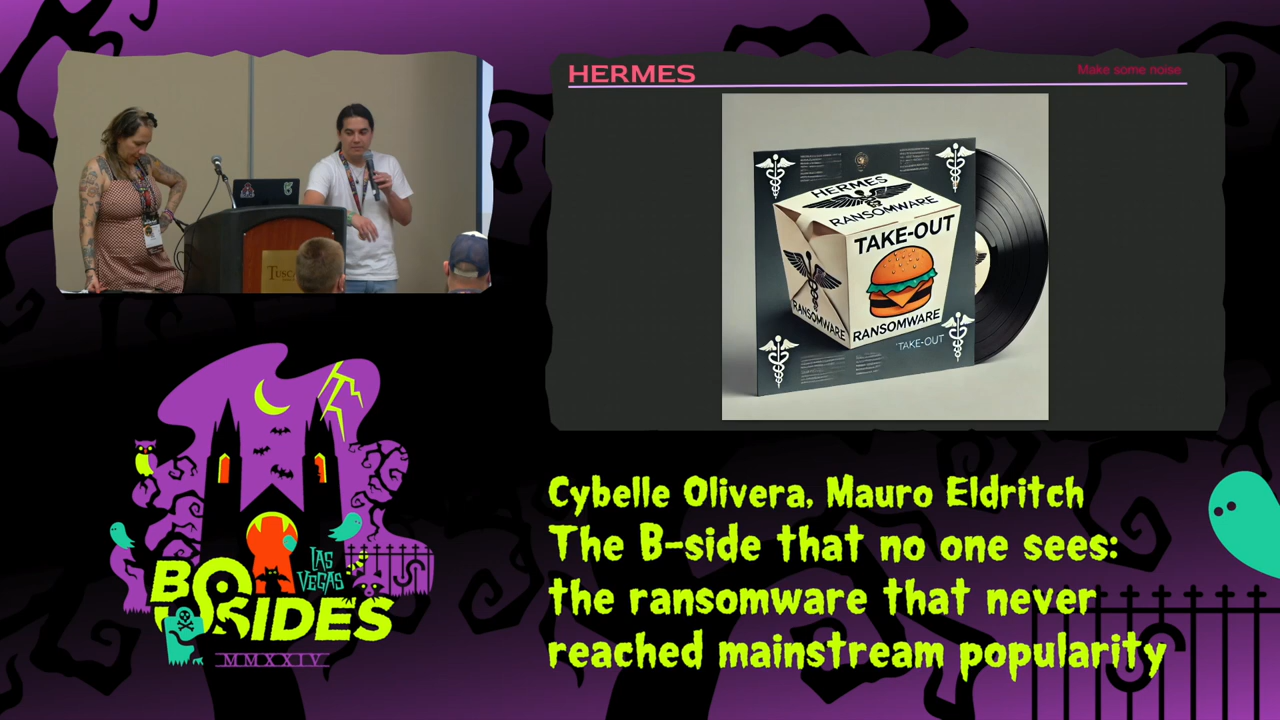 HERMES
Make some noise
HERMES
RANSOMWARE
TAKE-OUT
RANSOMWARE
RANSOMWARE
'TAKE-OUT
LAS
VEGAS
BSIDES
MMXXIV
Cybelle Olivera, Mauro Eldritch
The B-side that no one sees:
the ransomware that never
reached mainstream popularity